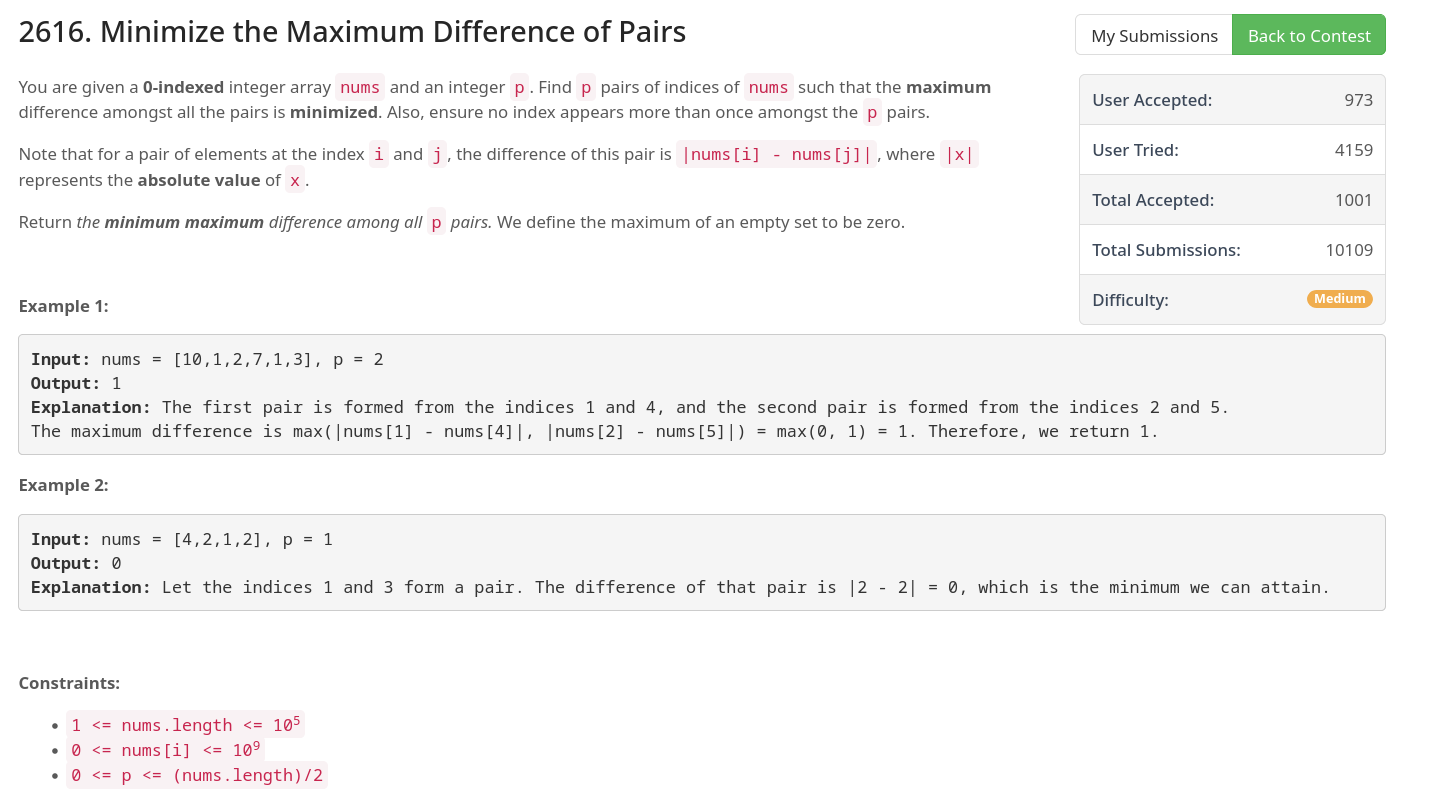 2616. Minimize the Maximum Difference of Pairs
My Submissions
Back to Contest
You are given a 0-indexed integer array nums and an integer p. Find p pairs of indices of nums such that the maximum
difference amongst all the pairs is minimized. Also, ensure no index appears more than once amongst the p pairs.
Note that for a pair of elements at the index i and j, the difference of this pair is |nums[i] - nums[j]|, where |x|
represents the absolute value of x.
Return the minimum maximum difference among all p pairs. We define the maximum of an empty set to be zero.
User Accepted: 973
User Tried: 4159
Total Accepted: 1001
Total Submissions: 10109
Difficulty: Medium
Example 1:
Input: nums = [10,1,2,7,1,3], p = 2
Output: 1
Explanation: The first pair is formed from the indices 1 and 4, and the second pair is formed from the indices 2 and 5.
The maximum difference is max(|nums[1] - nums[4]|, |nums[2] - nums[5]|) = max(0, 1) = 1. Therefore, we return 1.
Example 2:
Input: nums = [4,2,1,2], p = 1
Output: 0
Explanation: Let the indices 1 and 3 form a pair. The difference of that pair is |2 - 2| = 0, which is the minimum we can attain.
Constraints:
• 1 <= nums.length <= 10⁵
• 0 <= nums[i] <= 10⁹
• 0 <= p <= (nums.length)/2